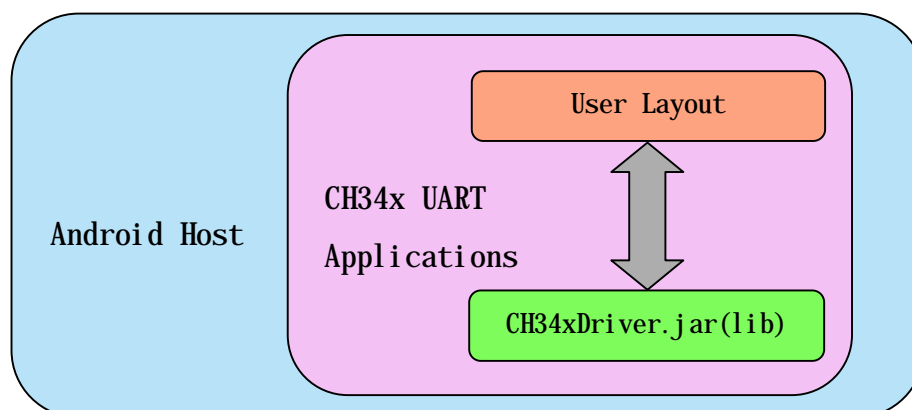 User Layout
CH34x UART
Applications
Android Host
CH34xDriver.jar(lib)